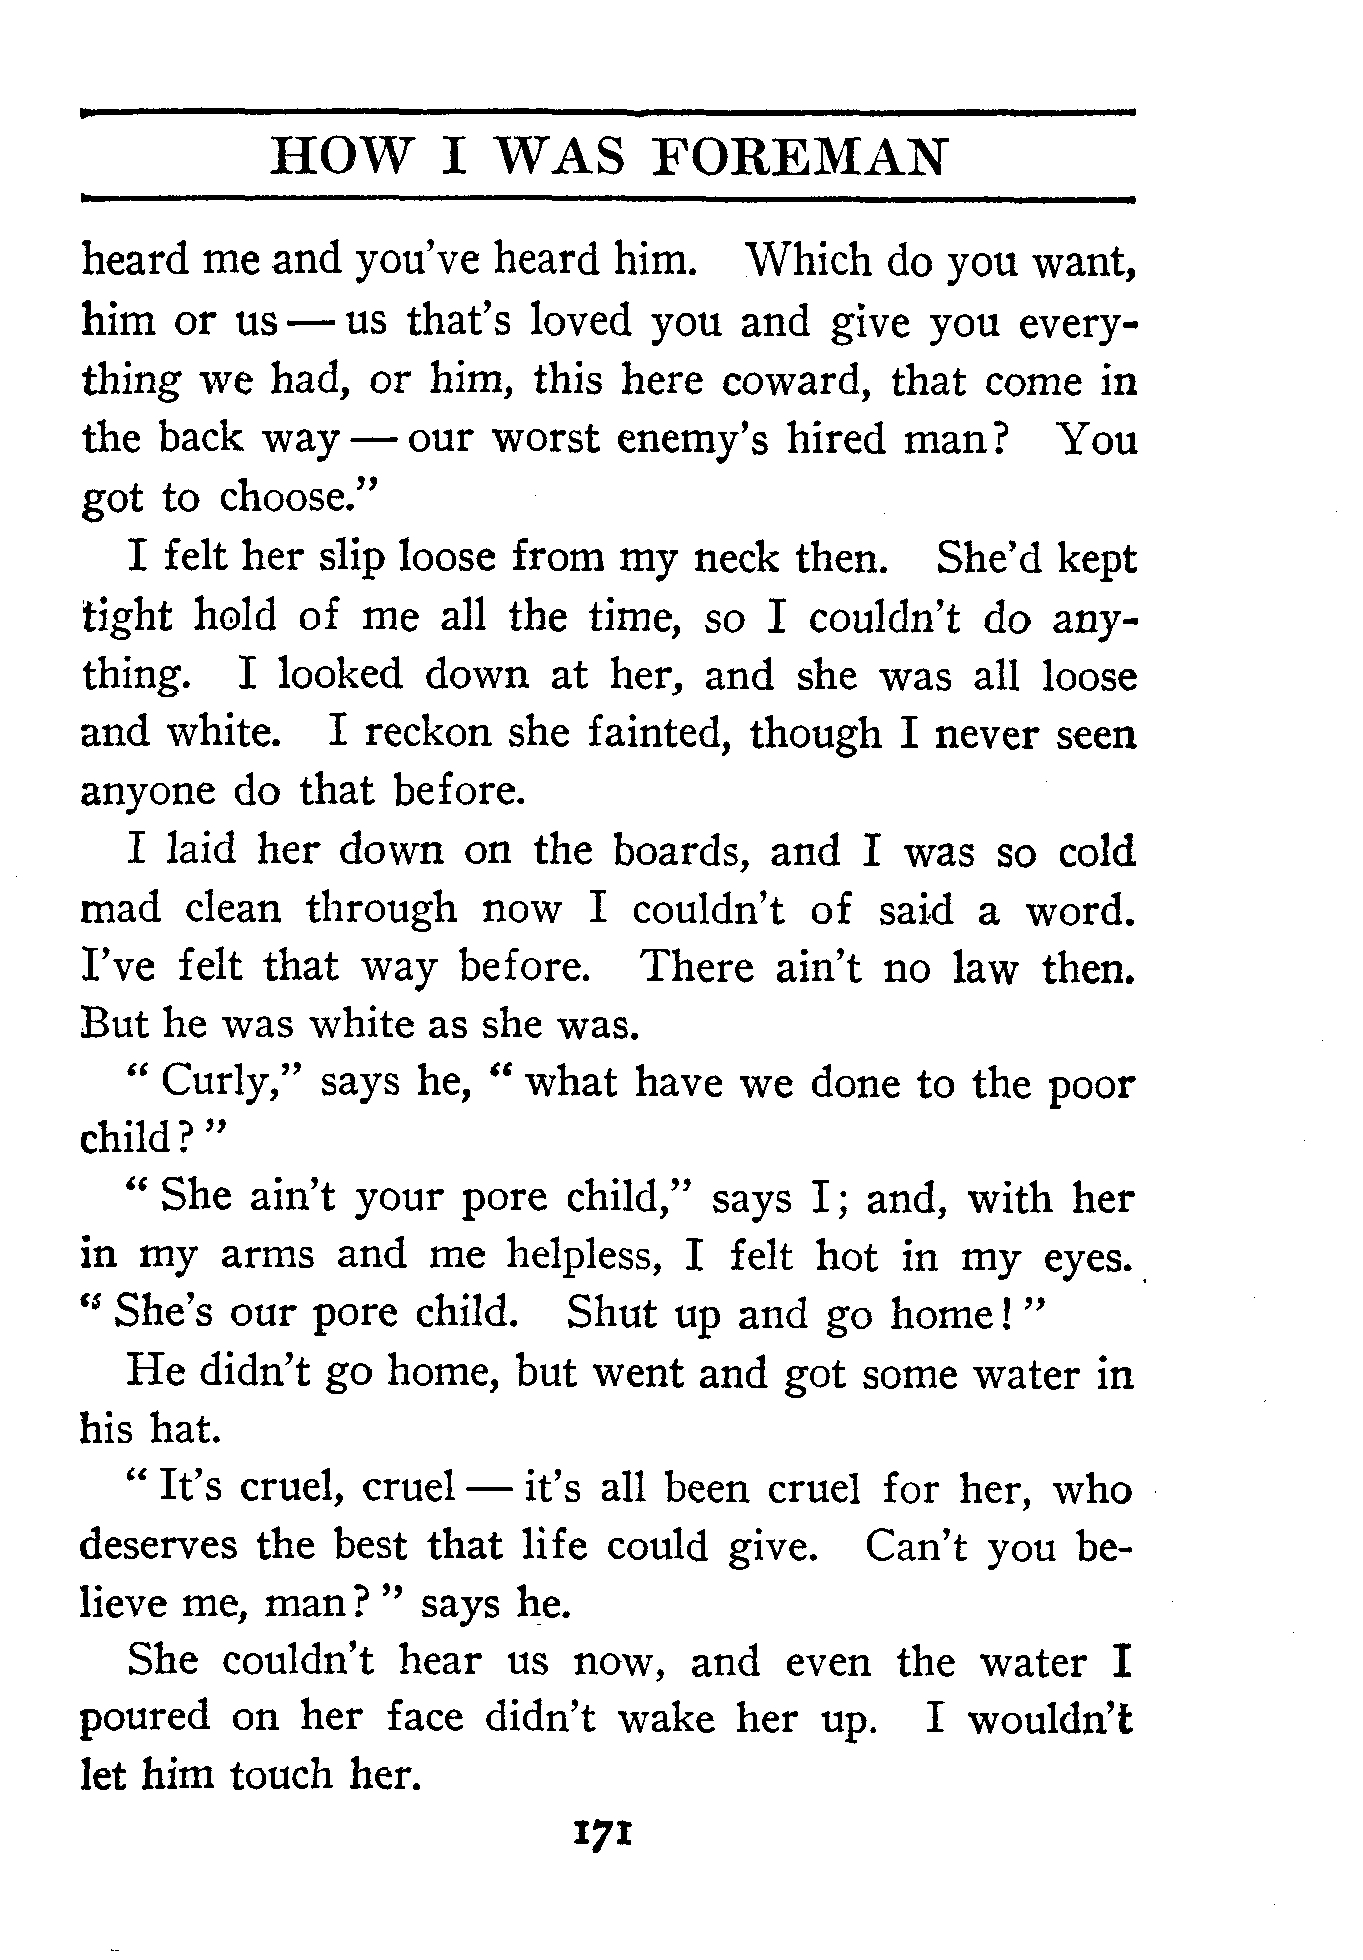 HOW I WAS FOREMAN
heard me and you've heard him. Which do you want,
him or us — us that's loved you and give you every-
thing we had, or him, this here coward, that come in
the back way — our worst enemy's hired man? You
got to choose."
I felt her slip loose from my neck then. She'd kept
tight hold of me all the time, so I couldn't do any-
thing. I looked down at her, and she was all loose
and white. I reckon she fainted, though I never seen
anyone do that before.
I laid her down on the boards, and I was so cold
mad clean through now I couldn't of said a word.
I've felt that way before. There ain't no law then.
But he was white as she was.
" Curly," says he, " what have we done to the poor
child? "
" She ain't your pore child," says I; and, with her
in my arms and me helpless, I felt hot in my eyes.
" She's our pore child. Shut up and go home! "
He didn't go home, but went and got some water in
his hat.
" It's cruel, cruel — it's all been cruel for her, who
deserves the best that life could give. Can't you be-
lieve me, man? " says he.
She couldn't hear us now, and even the water I
poured on her face didn't wake her up. I wouldn't
let him touch her.
171